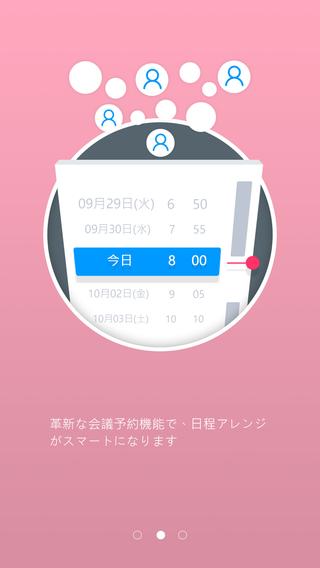 09月29日(火) 6 50
09月30日(水) 7 55
今日 8 00
10月02日(金) 9 05
10月03日(土) 10 10
革新な会議予約機能で、日程アレンジ
がスマートになります